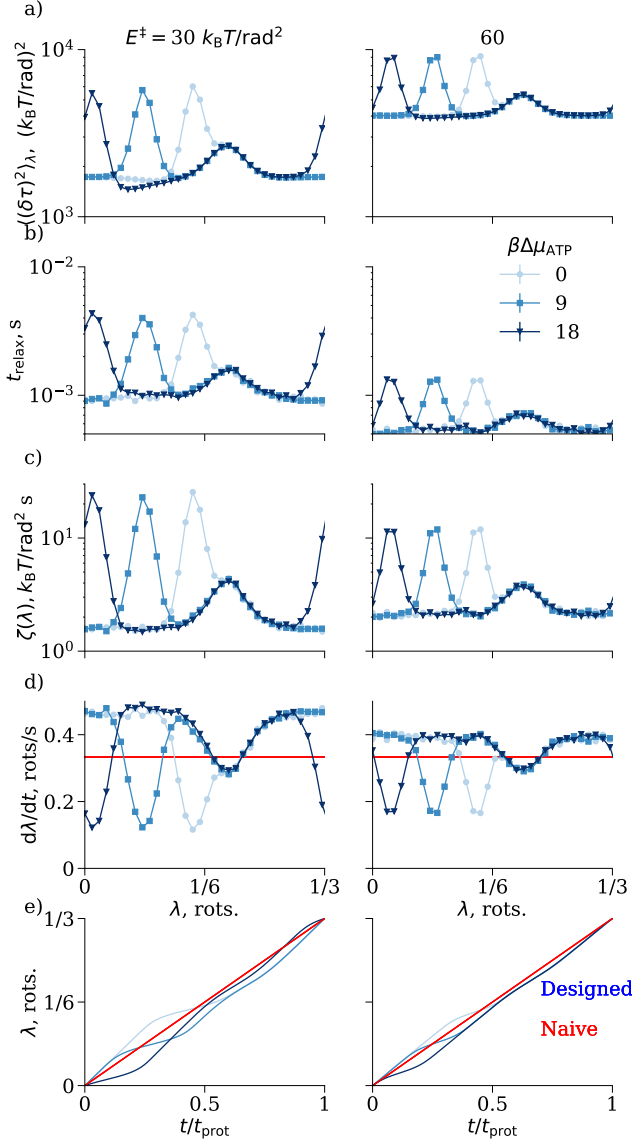 a)
E‡ = 30 kBT/rad² 60
10⁴
10³
⟨(δτ)²⟩λ, (kBT/rad)²
b)
10⁻²
10⁻³
trelax, s
βΔμATP
0
9
18
c)
10¹
10⁰
ζ(λ), kBT/rad² s
d)
0.4
0.2
0
dλ/dt, rots/s
0 1/6 1/3 0 1/6 1/3
λ, rots. λ, rots.
e)
1/3
1/6
0
λ, rots.
Designed
Naive
0 0.5 1 0 0.5 1
t/tprot t/tprot